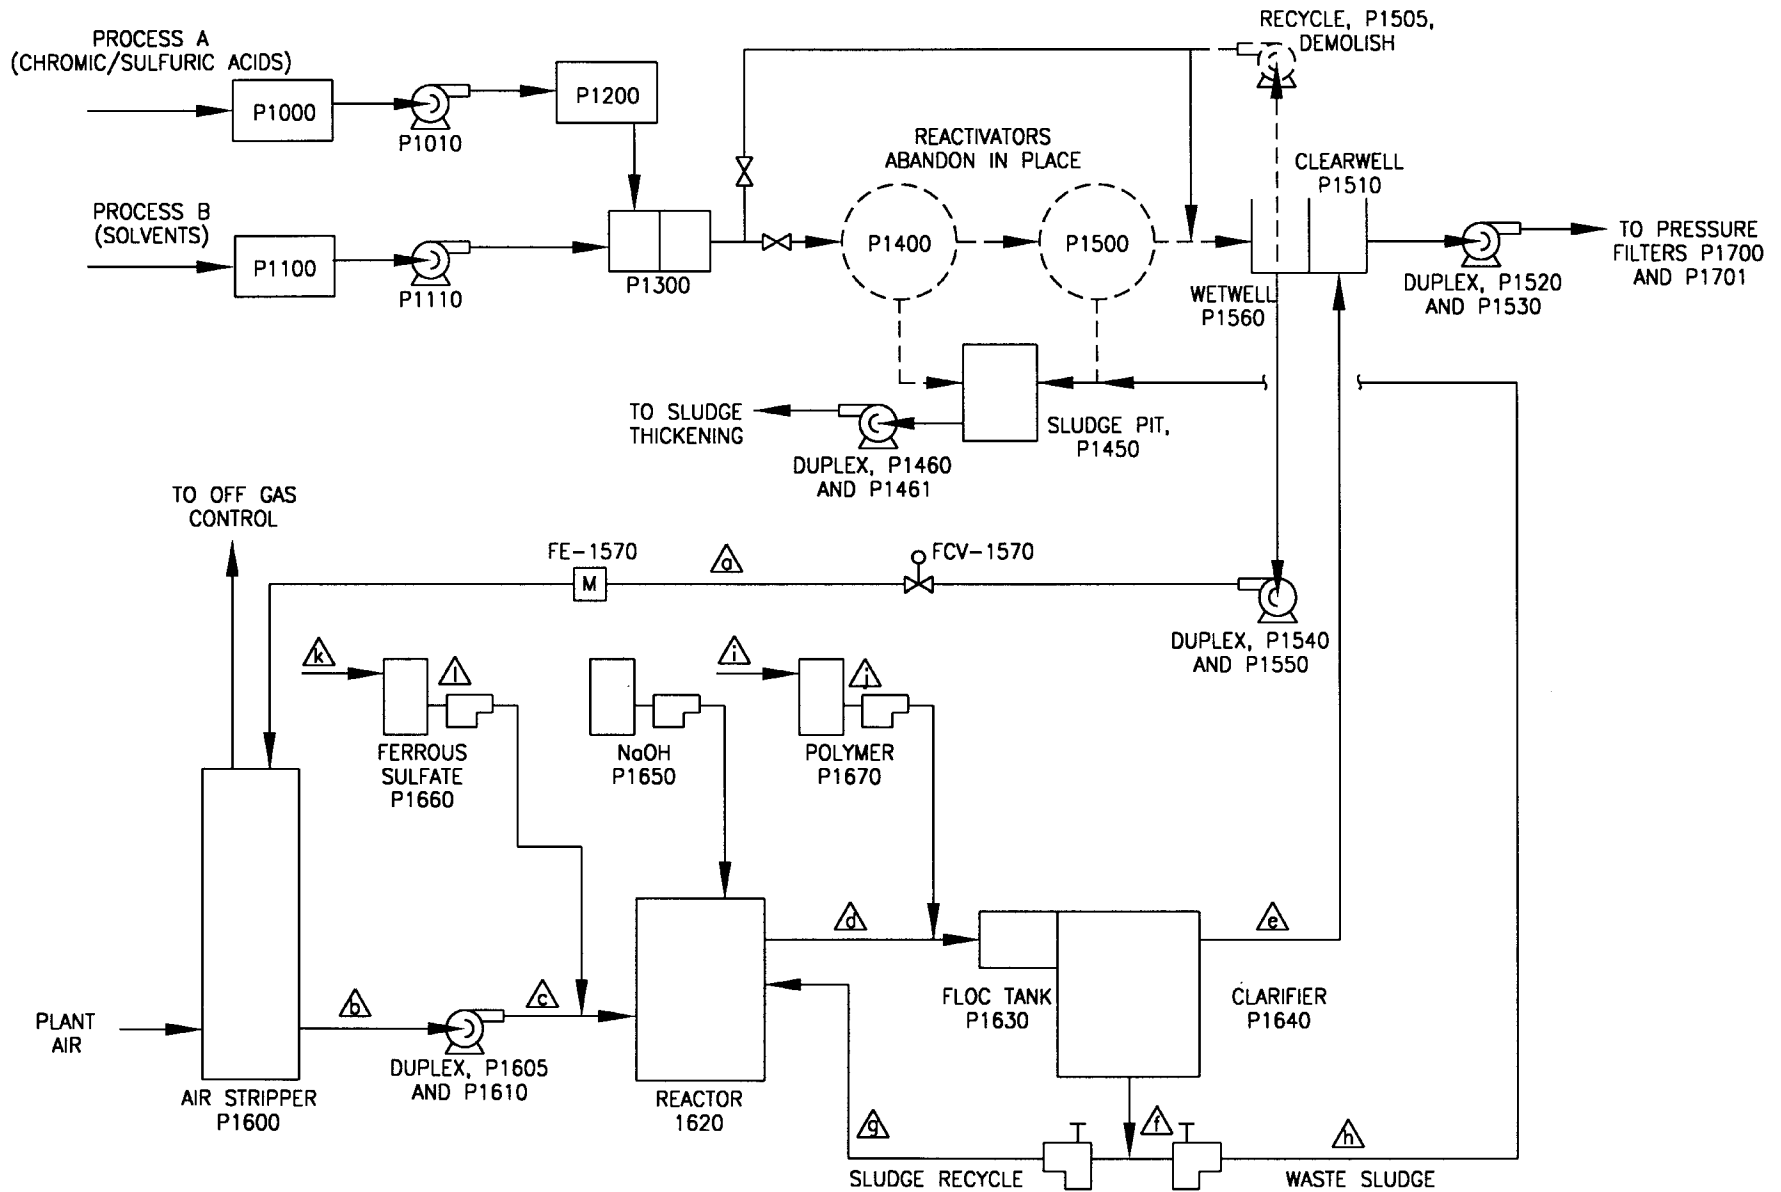 PROCESS A
(CHROMIC/SULFURIC ACIDS)
P1000
P1010
P1200
RECYCLE, P1505,
DEMOLISH
PROCESS B
(SOLVENTS)
P1100
P1110
P1300
REACTIVATORS
ABANDON IN PLACE
P1400
P1500
CLEARWELL
P1510
WETWELL
P1560
TO PRESSURE
FILTERS P1700
AND P1701
DUPLEX, P1520
AND P1530
TO SLUDGE
THICKENING
DUPLEX, P1460
AND P1461
SLUDGE PIT,
P1450
TO OFF GAS
CONTROL
FE-1570
M
a
FCV-1570
DUPLEX, P1540
AND P1550
k
l
FERROUS
SULFATE
P1660
NaOH
P1650
i
j
POLYMER
P1670
PLANT
AIR
AIR STRIPPER
P1600
b
c
DUPLEX, P1605
AND P1610
REACTOR
1620
d
FLOC TANK
P1630
e
CLARIFIER
P1640
g
SLUDGE RECYCLE
f
h
WASTE SLUDGE